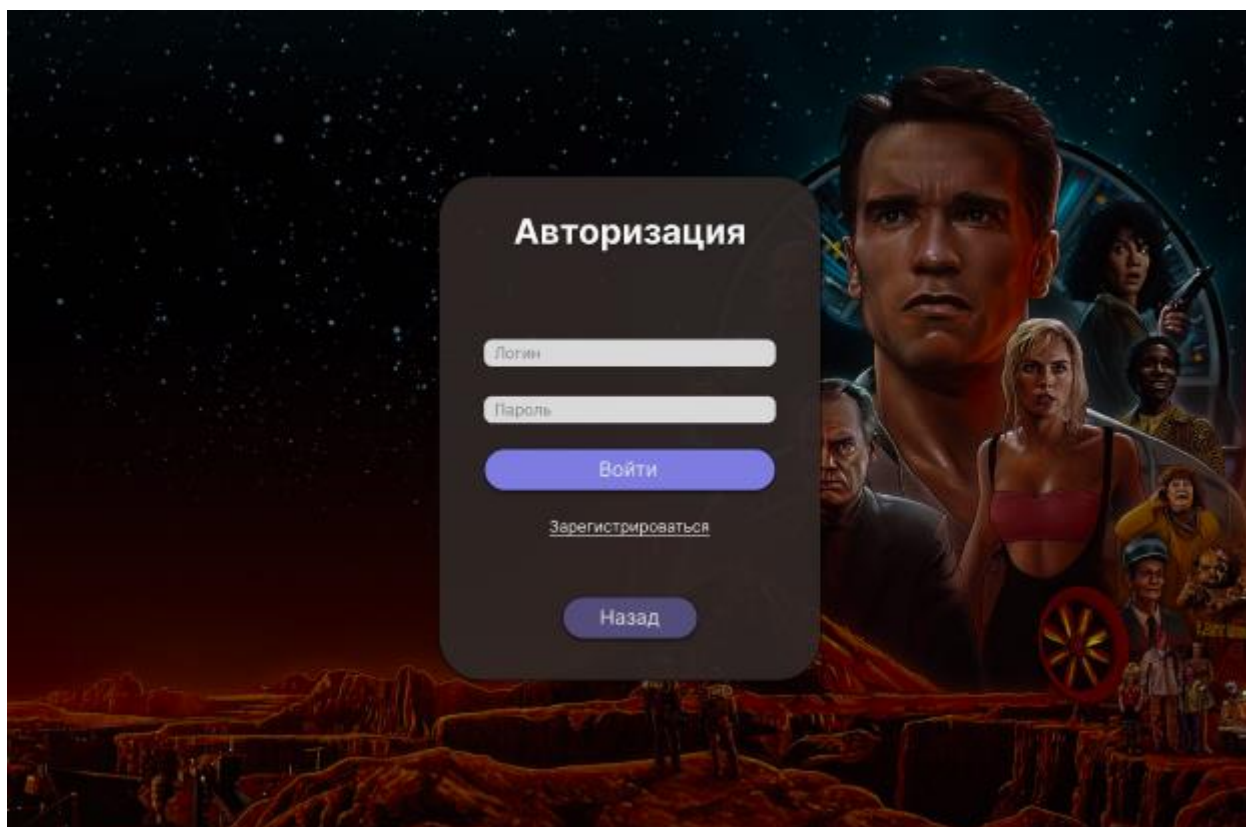 Авторизация
Логин
Пароль
Войти
Зарегистрироваться
Назад